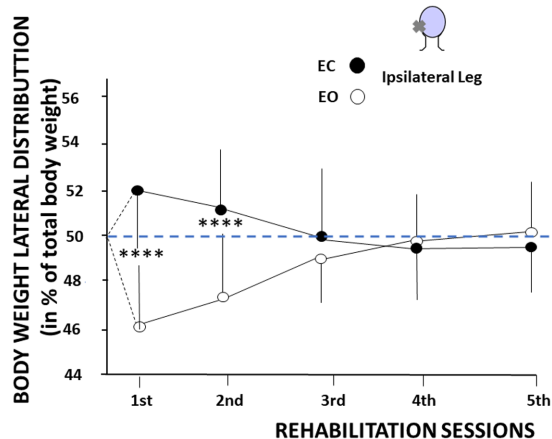 BODY WEIGHT LATERAL DISTRIBUTTION
(in % of total body weight)
EC
Ipsilateral Leg
EO
56
54
52
50
48
46
44
****
****
1st 2nd 3rd 4th 5th
REHABILITATION SESSIONS